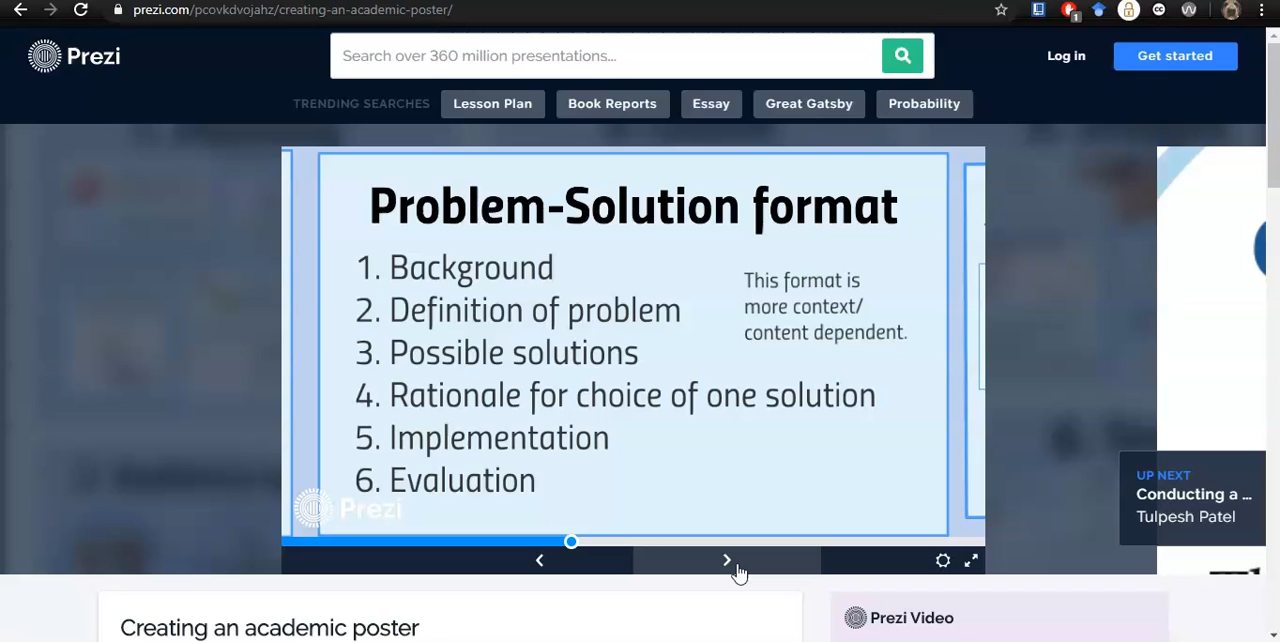 prezi.com/pcovkdvojahz/creating-an-academic-poster/
1
Prezi
Search over 360 million presentations...
Log in
Get started
TRENDING SEARCHES
Lesson Plan
Book Reports
Essay
Great Gatsby
Probability
Problem-Solution format
1. Background
2. Definition of problem
3. Possible solutions
4. Rationale for choice of one solution
5. Implementation
6. Evaluation
This format is
more context/
content dependent.
Prezi
UP NEXT
Conducting a ...
Tulpesh Patel
Creating an academic poster
Prezi Video